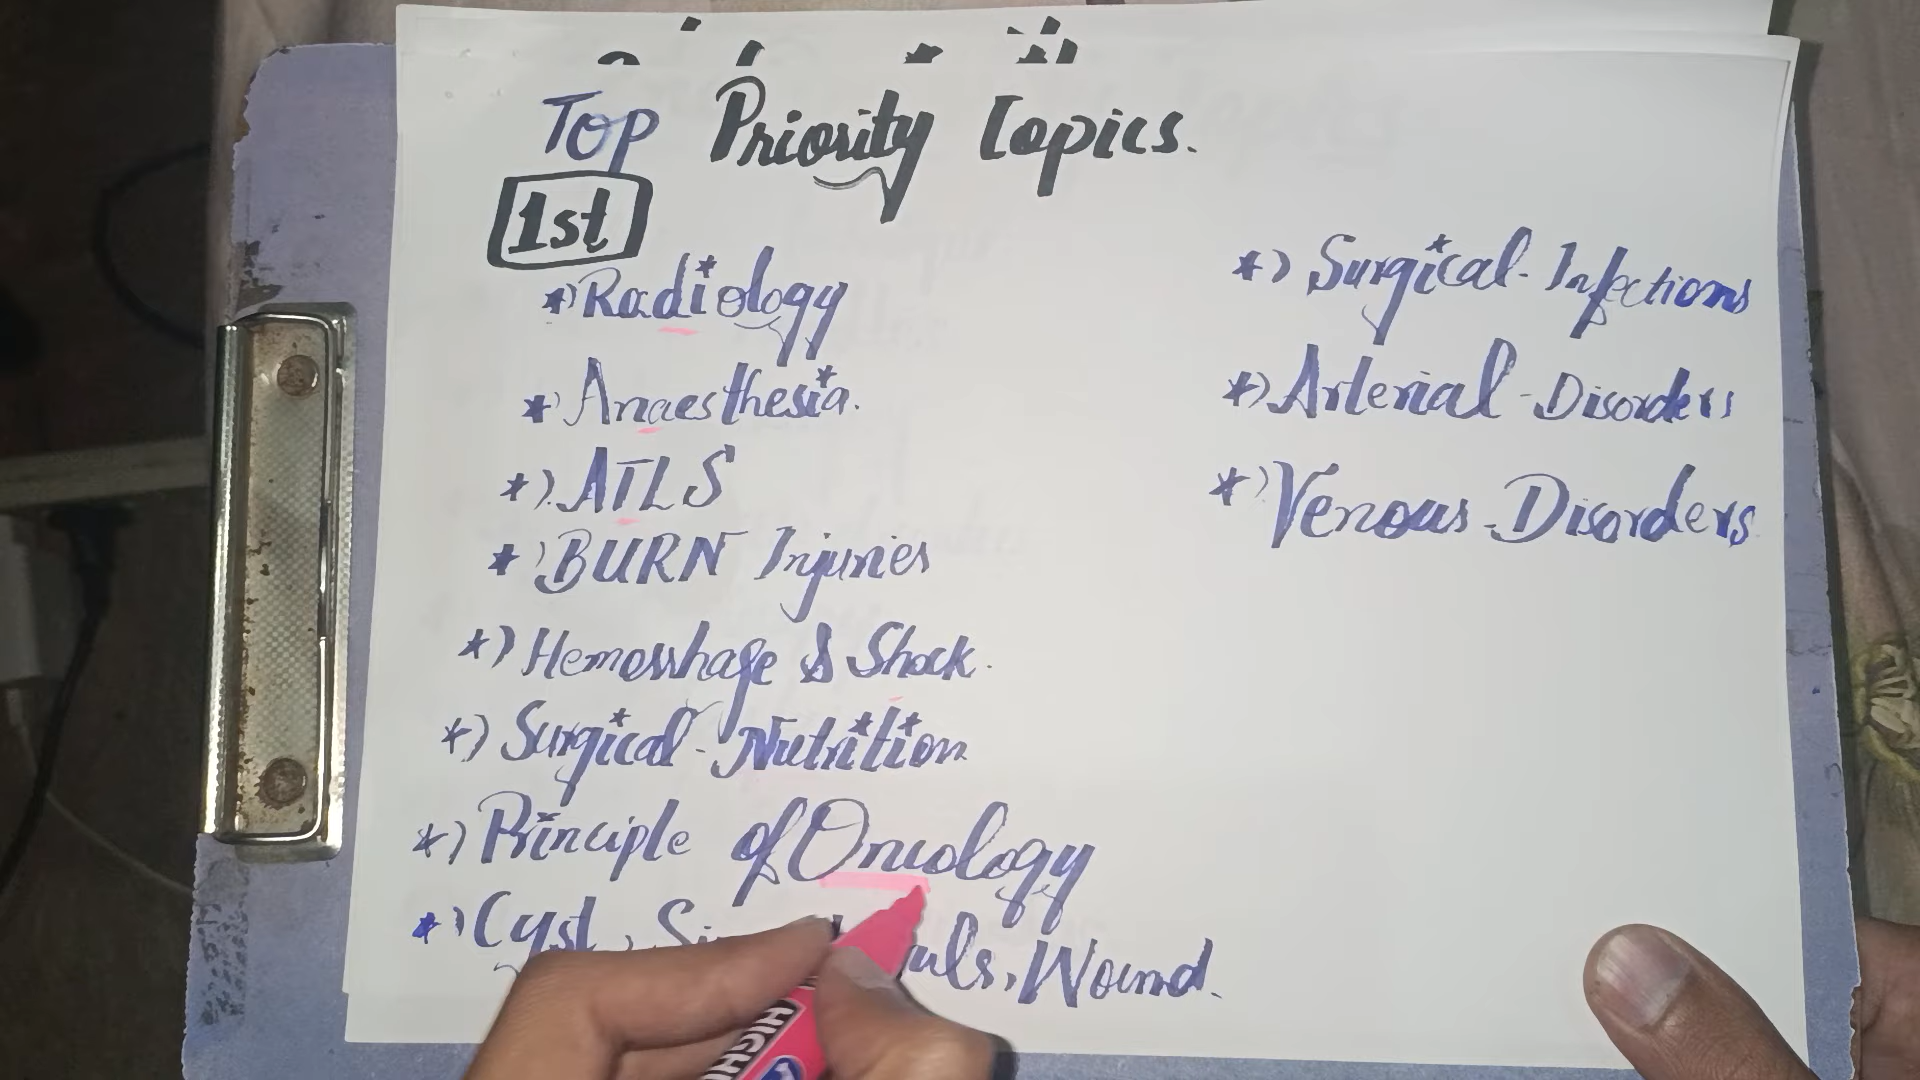 Top Priority Topics.
1st
*) Radiology
*) Anaesthesia.
*) ATLS
*) BURN Injuries
*) Hemorrhage & Shock.
*) Surgical - Nutrition
*) Principle of Oncology
*) Cyst, Wound.
*) Surgical - Infections
*) Arterial - Disorders
*) Venous - Disorders
HIGH